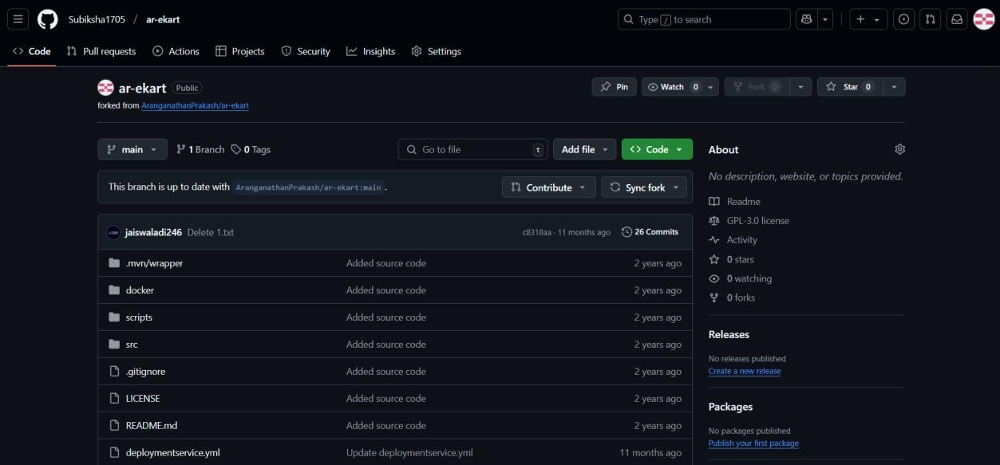 Subiksha1705 / ar-ekart
Type / to search
Code Pull requests Actions Projects Security Insights Settings
ar-ekart Public
Pin Watch 0 Fork 0 Star 0
forked from AranganathanPrakash/ar-ekart
main 1 Branch 0 Tags Go to file t Add file Code
This branch is up to date with AranganathanPrakash/ar-ekart:main .
Contribute Sync fork
jaiswaladi246 Delete 1.txt c8318aa · 11 months ago 26 Commits
.mvn/wrapper Added source code 2 years ago
docker Added source code 2 years ago
scripts Added source code 2 years ago
src Added source code 2 years ago
.gitignore Added source code 2 years ago
LICENSE Added source code 2 years ago
README.md Added source code 2 years ago
deploymentservice.yml Update deploymentservice.yml 11 months ago
About
No description, website, or topics provided.
Readme
GPL-3.0 license
Activity
0 stars
0 watching
0 forks
Releases
No releases published
Create a new release
Packages
No packages published
Publish your first package